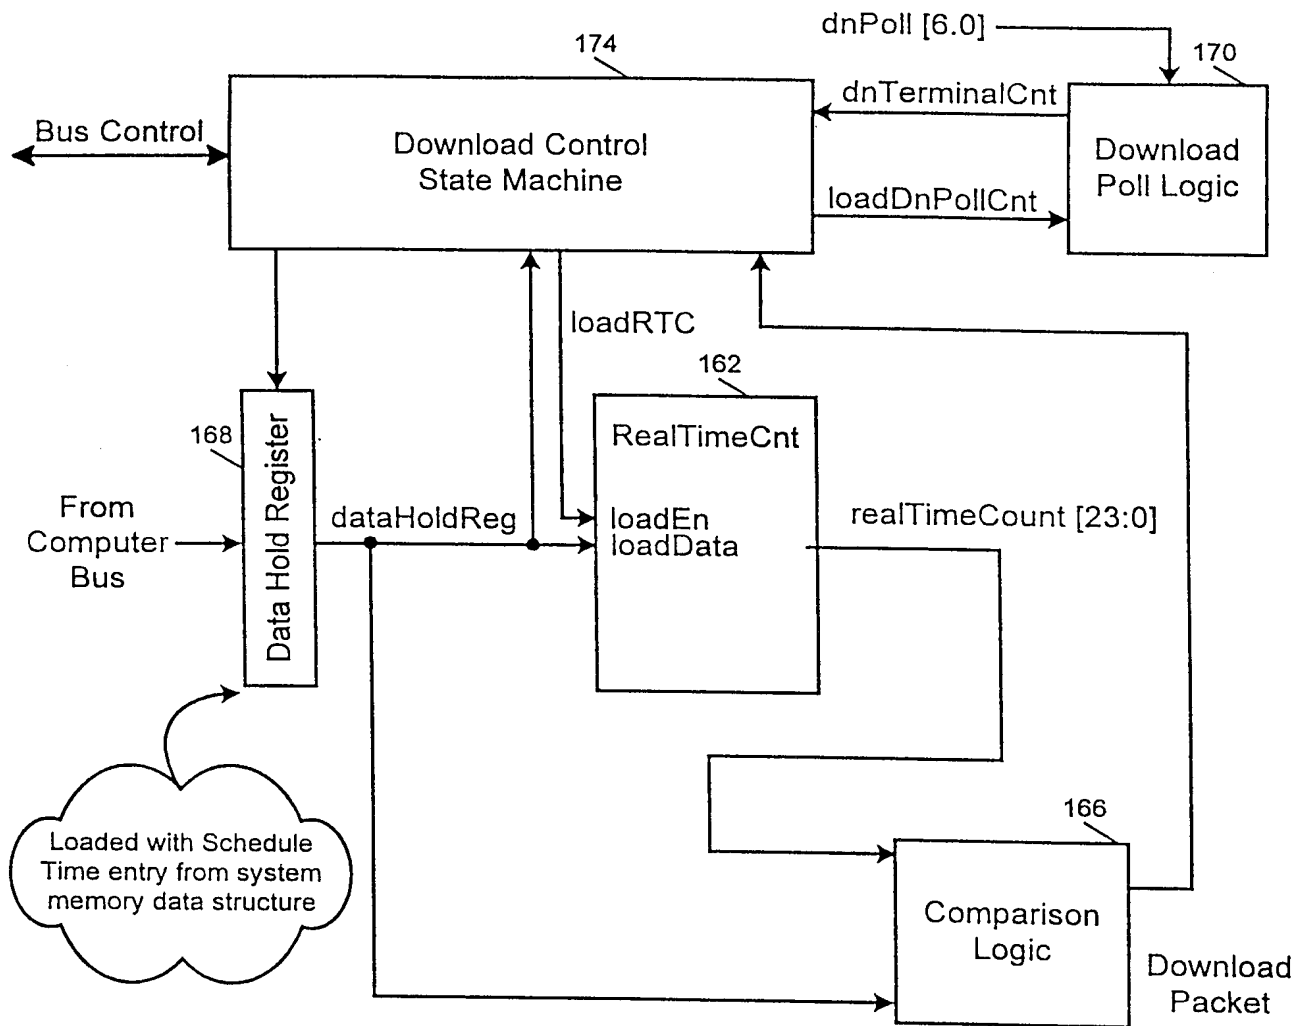 dnPoll [6.0]
174
170
dnTerminalCnt
Bus Control
Download Control
State Machine
Download
Poll Logic
loadDnPollCnt
loadRTC
162
168
Data Hold Register
RealTimeCnt
From
Computer
Bus
dataHoldReg
loadEn
loadData
realTimeCount [23:0]
Loaded with Schedule
Time entry from system
memory data structure
166
Comparison
Logic
Download
Packet